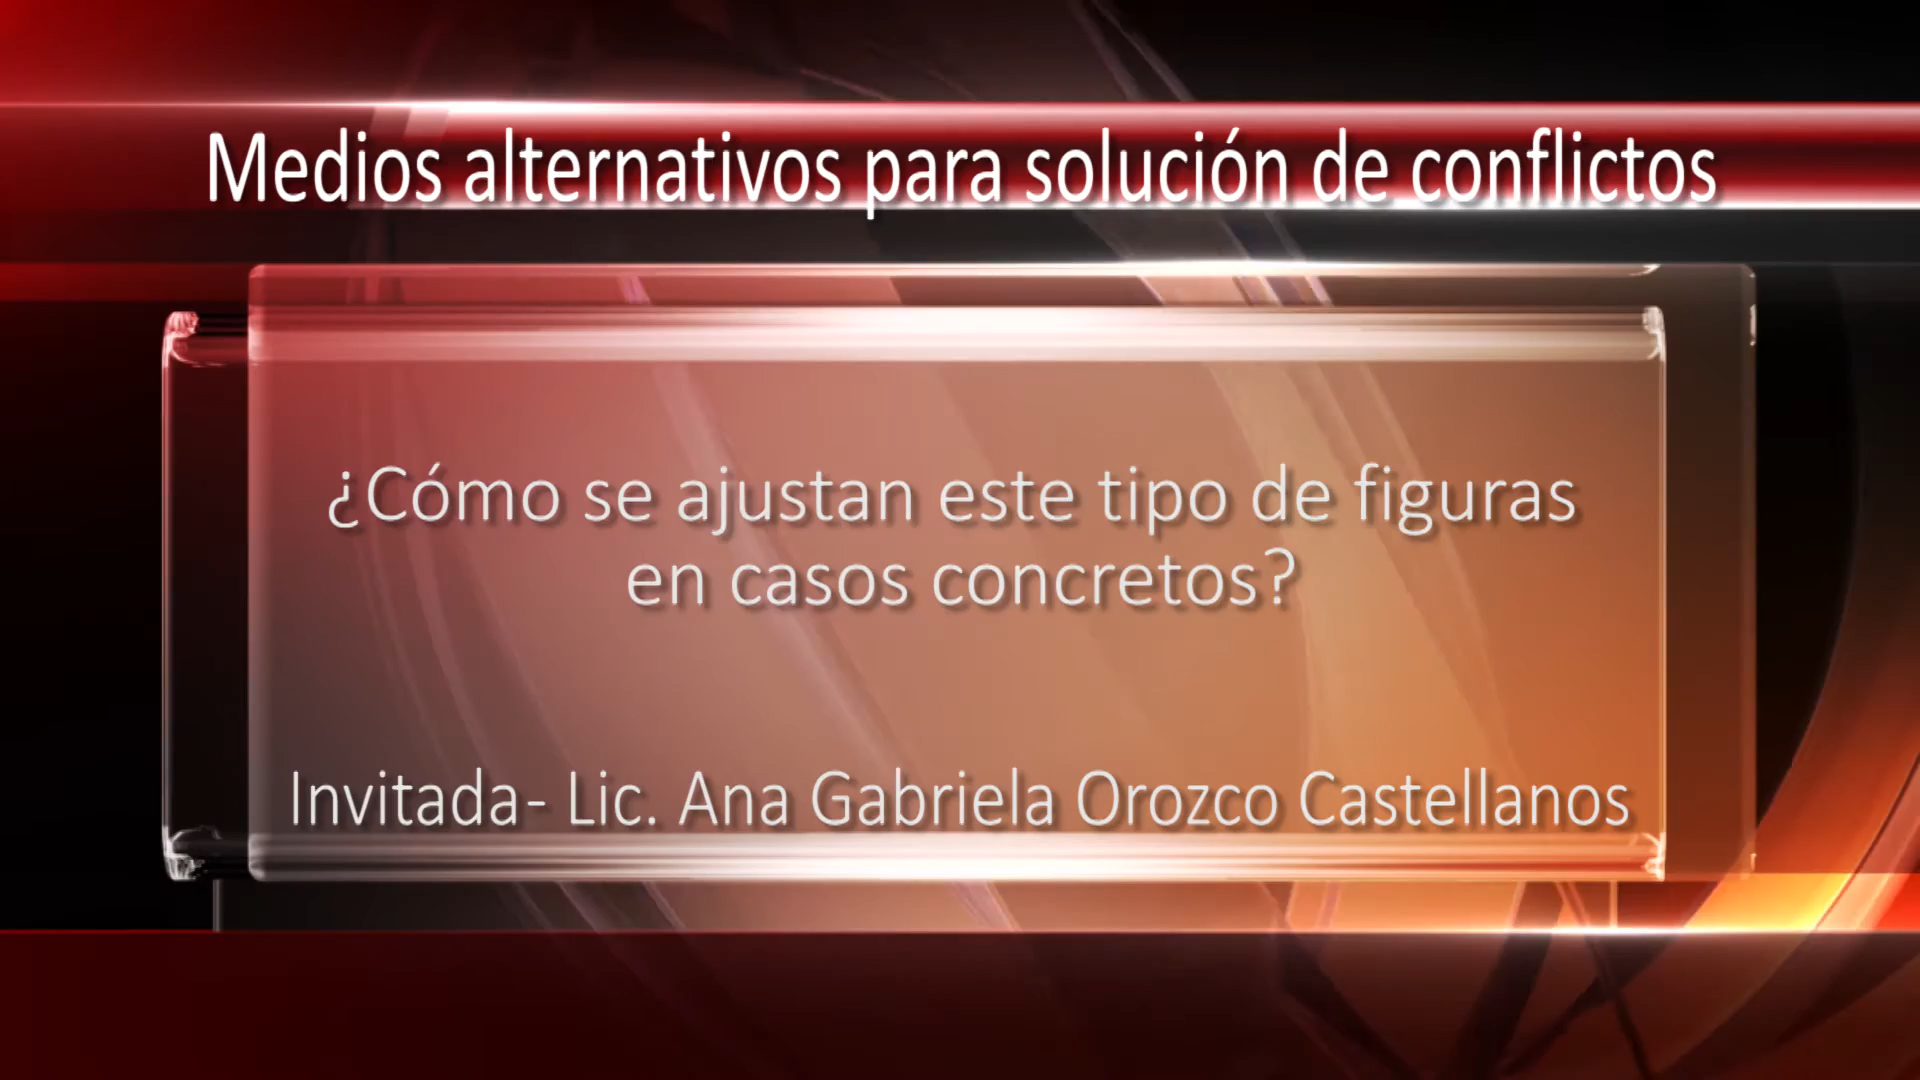 Medios alternativos para solución de conflictos
¿Cómo se ajustan este tipo de figuras
en casos concretos?
Invitada- Lic. Ana Gabriela Orozco Castellanos